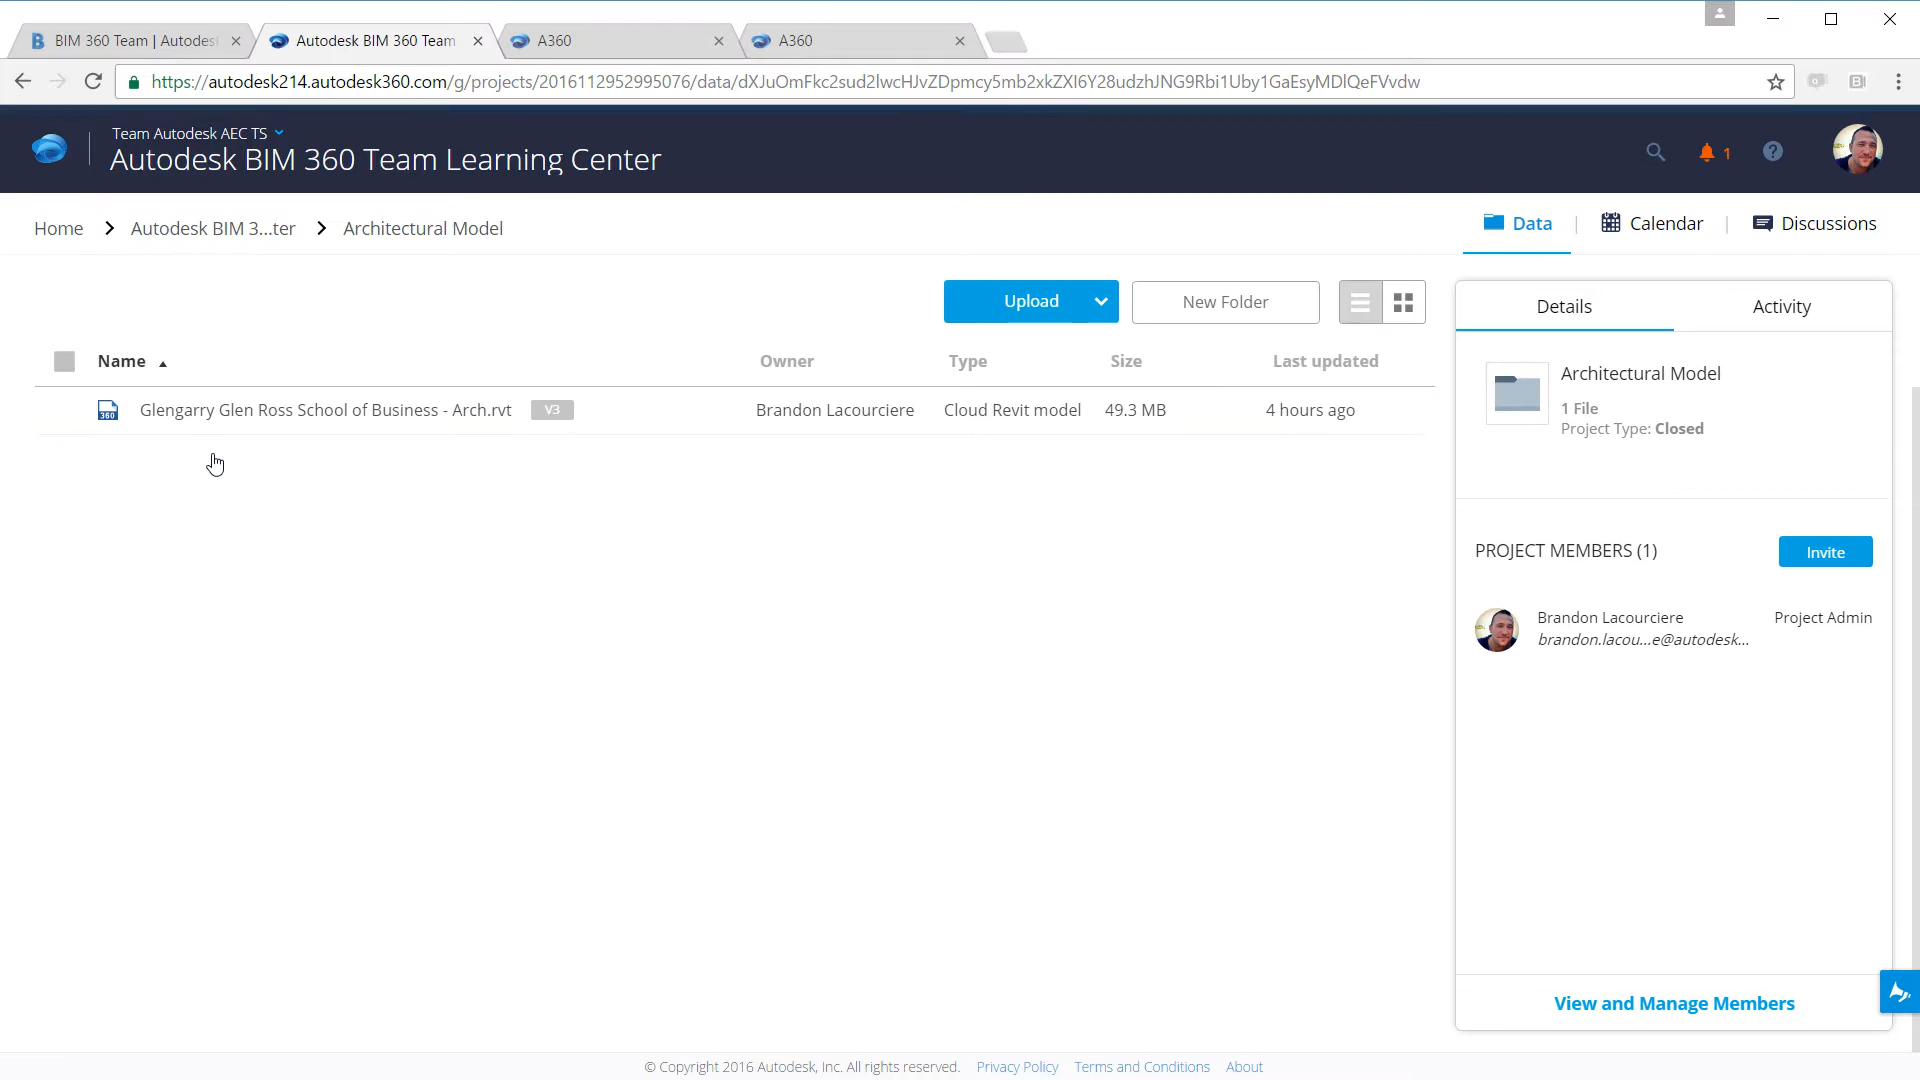 BIM 360 Team | Autodes
Autodesk BIM 360 Team
A360
A360
https://autodesk214.autodesk360.com/g/projects/2016112952995076/data/dXJuOmFkc2sud2lwcHJvZDpmcy5mb2xkZXI6Y28udzhJNG9Rbi1Uby1GaEsyMDlQeFVvdw
Team Autodesk AEC TS
Autodesk BIM 360 Team Learning Center
1
Home
Autodesk BIM 3...ter
Architectural Model
Data
Calendar
Discussions
Upload
New Folder
Name
Owner
Type
Size
Last updated
360
Glengarry Glen Ross School of Business - Arch.rvt
V3
Brandon Lacourciere
Cloud Revit model
49.3 MB
4 hours ago
Details
Activity
Architectural Model
1 File
Project Type: Closed
PROJECT MEMBERS (1)
Invite
Brandon Lacourciere
Project Admin
brandon.lacou...e@autodesk...
View and Manage Members
© Copyright 2016 Autodesk, Inc. All rights reserved.
Privacy Policy
Terms and Conditions
About